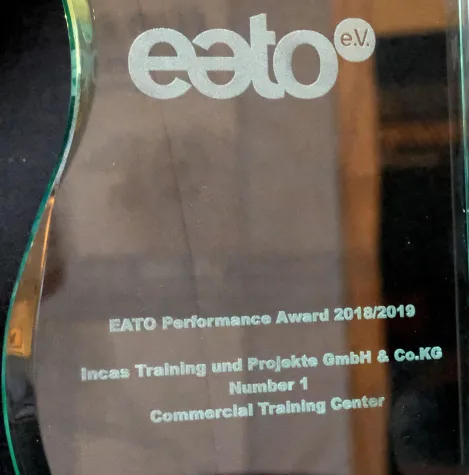 eato e.V.
EATO Performance Award 2018/2019
Incas Training und Projekte GmbH & Co.KG
Number 1
Commercial Training Center